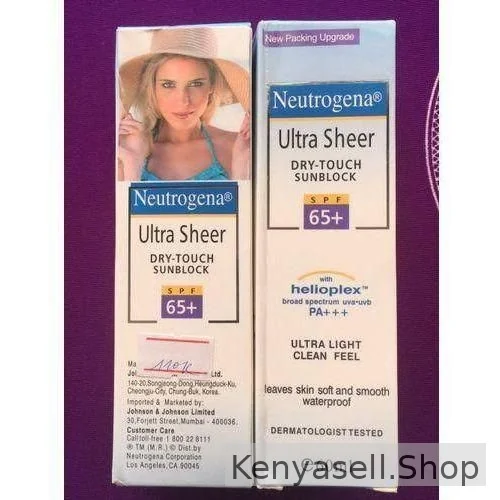 Neutrogena®
Ultra Sheer
DRY-TOUCH
SUNBLOCK
SPF
65+
110k
Ltd.
140-20,Songjeong-Dong,Heungduck-Ku,
Cheongju-City, Chung-Buk, Korea.
Imported & Marketed by:
Johnson & Johnson Limited
30,Forjett Street,Mumbai - 400036.
Customer Care
Call:toll-free 1 800 22 8111
® TM (M.R.) © Dist.by
Neutrogena Corporation
Los Angeles, CA.90045
New Packing Upgrade
Neutrogena®
Ultra Sheer
DRY-TOUCH
SUNBLOCK
SPF
65+
with
helioplex™
broad spectrum uva-uvb
PA+++
ULTRA LIGHT
CLEAN FEEL
leaves skin soft and smooth
waterproof
DERMATOLOGIST TESTED
Kenyasell.Shop